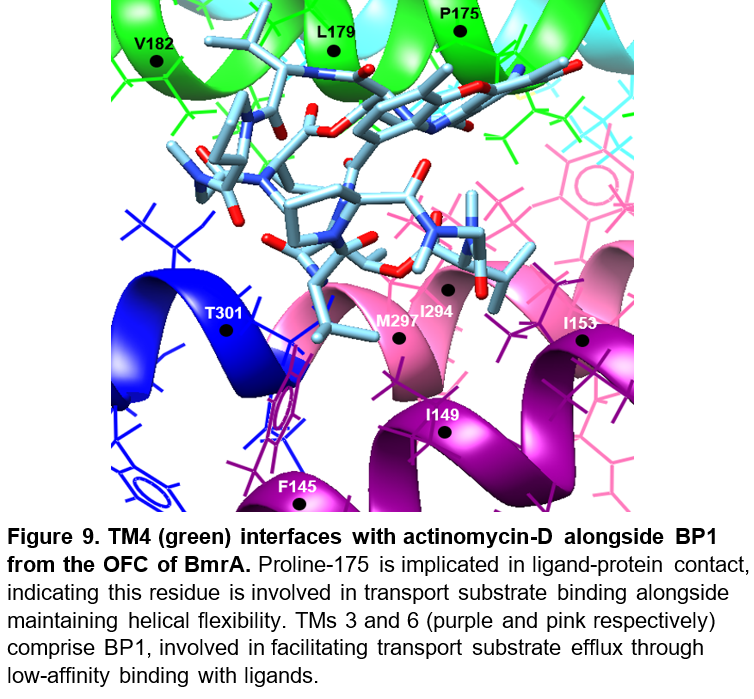 P175
L179
V182
T301
I294
M297
I153
I149
F145
Figure 9. TM4 (green) interfaces with actinomycin-D alongside BP1
from the OFC of BmrA. Proline-175 is implicated in ligand-protein contact,
indicating this residue is involved in transport substrate binding alongside
maintaining helical flexibility. TMs 3 and 6 (purple and pink respectively)
comprise BP1, involved in facilitating transport substrate efflux through
low-affinity binding with ligands.